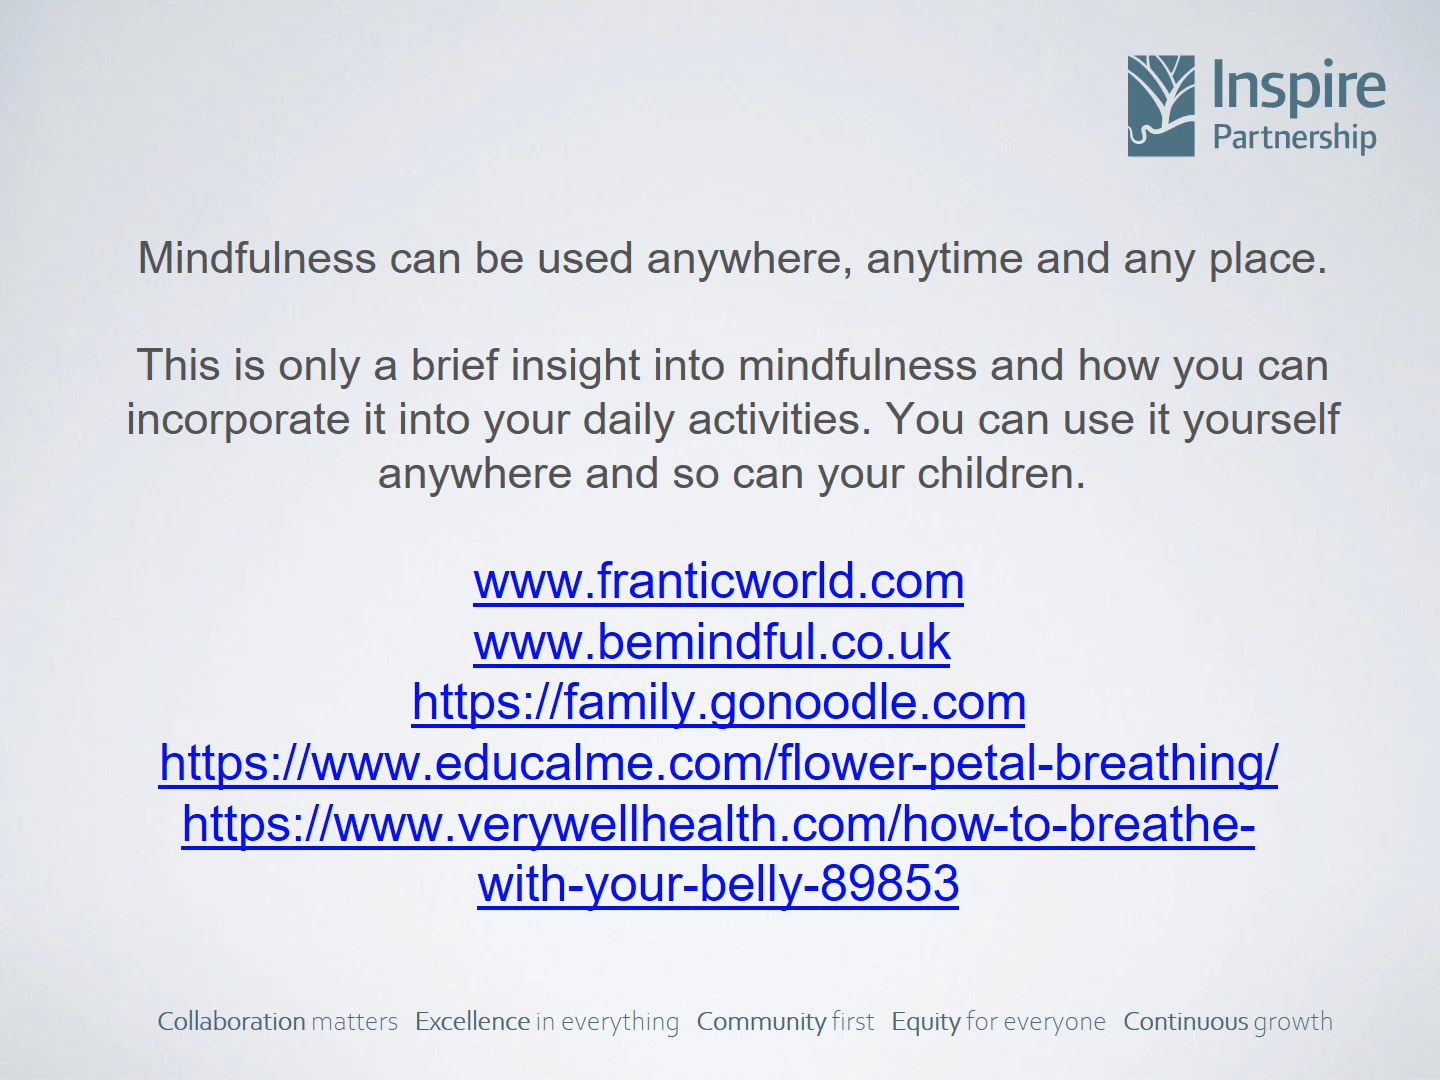 Inspire
Partnership
Mindfulness can be used anywhere, anytime and any place.
This is only a brief insight into mindfulness and how you can
incorporate it into your daily activities. You can use it yourself
anywhere and so can your children.
www.franticworld.com
www.bemindful.co.uk
https://family.gonoodle.com
https://www.educalme.com/flower-petal-breathing/
https://www.verywellhealth.com/how-to-breathe-
with-your-belly-89853
Collaboration matters Excellence in everything Community first Equity for everyone Continuous growth